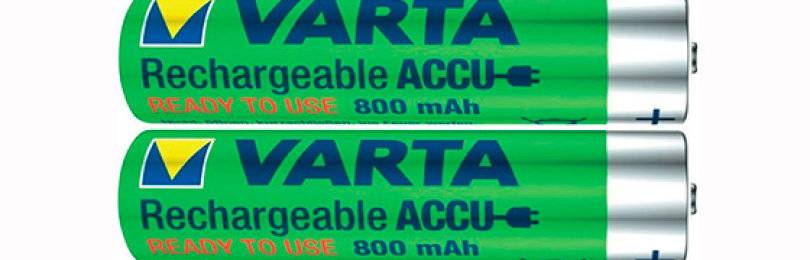 VARTA
Rechargeable ACCU
READY TO USE 800 mAh
+
VARTA
Rechargeable ACCU
READY TO USE 800 mAh
+